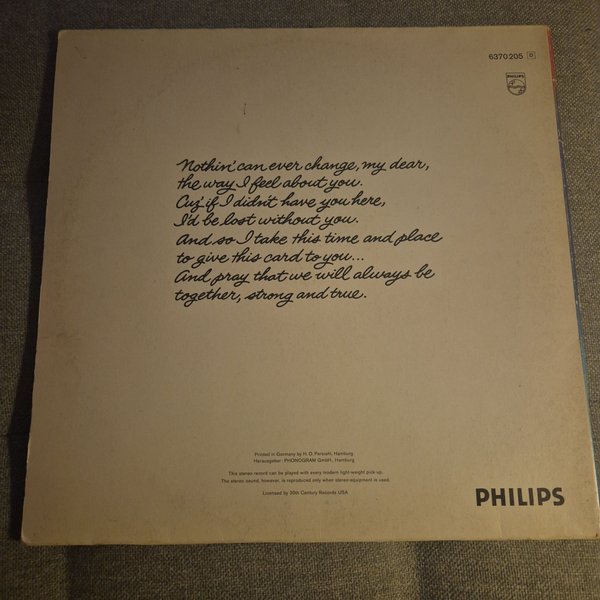 6370205 D
PHILIPS
Nothin' can ever change, my dear,
the way I feel about you.
Cuz' if I didn't have you here,
I'd be lost without you.
And so I take this time and place
to give this card to you...
And pray that we will always be
together, strong and true.
Printed in Germany by H. O. Persiehl, Hamburg
Herausgeber: PHONOGRAM GmbH., Hamburg
This stereo record can be played with every modern light-weight pick-up.
The stereo sound, however, is reproduced only when stereo-equipment is used.
Licensed by 20th Century Records USA
PHILIPS